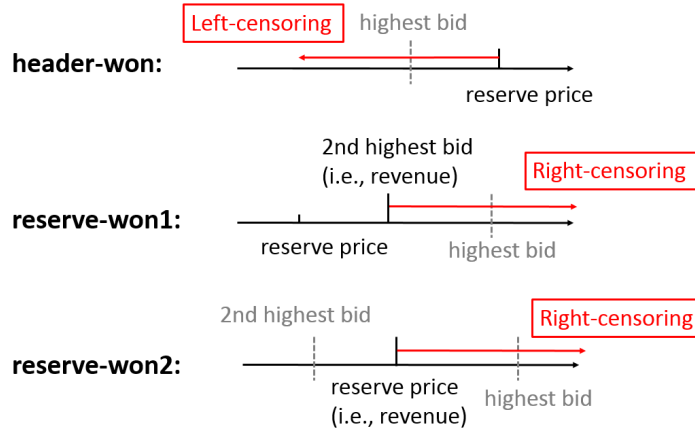 Left-censoring
highest bid
header-won:
reserve price
2nd highest bid
(i.e., revenue)
Right-censoring
reserve-won1:
reserve price
highest bid
2nd highest bid
Right-censoring
reserve-won2:
reserve price
(i.e., revenue)
highest bid